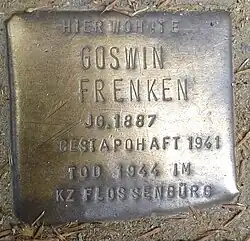 HIER WOHNTE
GOSWIN
FRENKEN
JG. 1887
GESTAPOHAFT 1941
TOD 1944 IM
KZ FLOSSENBÜRG